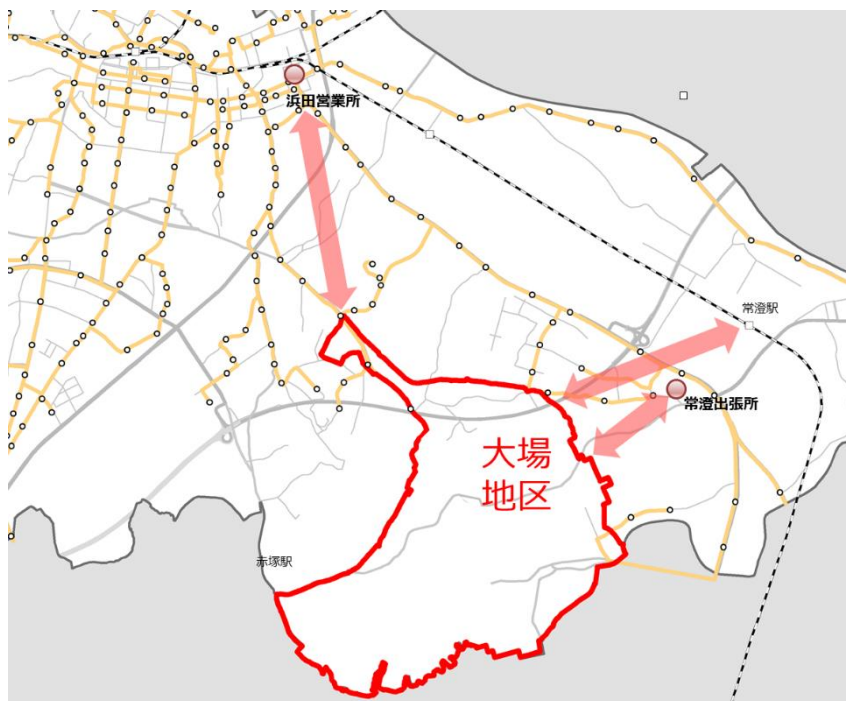 浜田営業所
常澄駅
常澄出張所
大場
地区
赤塚駅